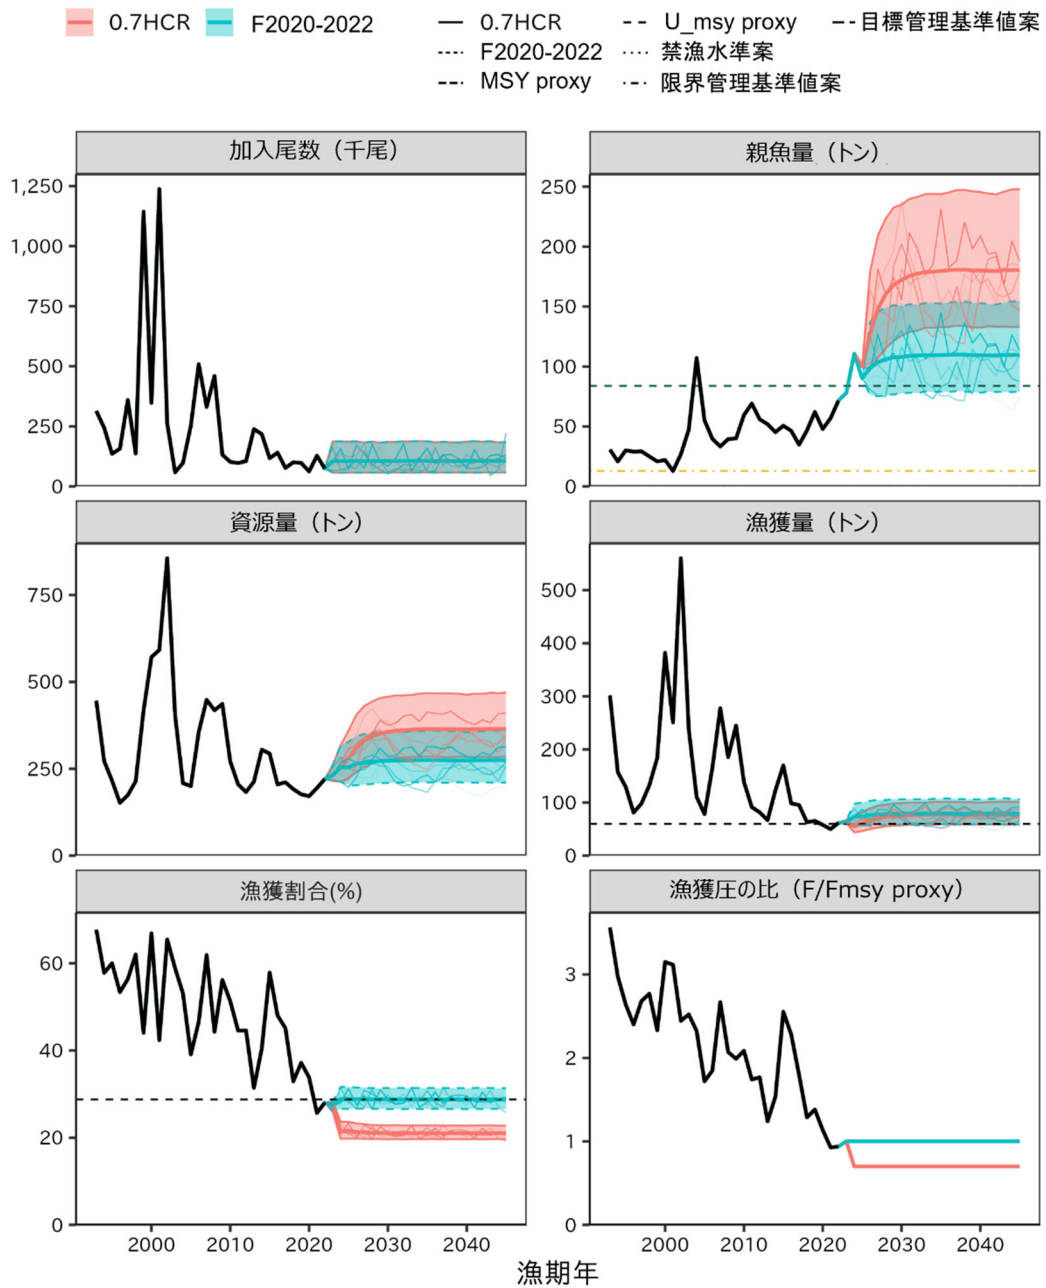 0.7HCR F2020-2022 0.7HCR U_msy proxy 目標管理基準値案
F2020-2022 禁漁水準案
MSY proxy 限界管理基準値案
加入尾数（千尾） 親魚量（トン）
1,250 250
1,000 200
750 150
500 100
250 50
0 0
資源量（トン） 漁獲量（トン）
750 500
400
500 300
250 200
100
0 0
漁獲割合(%) 漁獲圧の比（F/Fmsy proxy）
60 3
40 2
20 1
0 0
2000 2010 2020 2030 2040 2000 2010 2020 2030 2040
漁期年